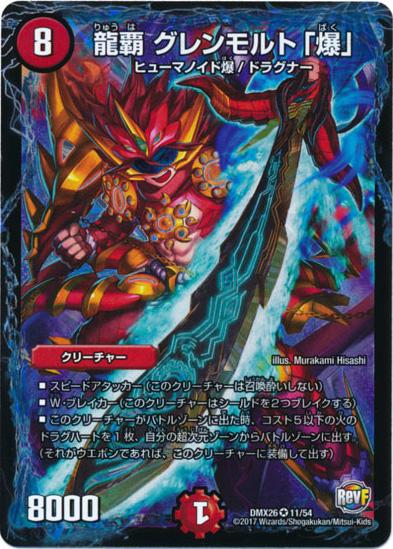 8
りゅう は
ばく
龍覇 グレンモルト「爆」
ばく
ヒューマノイド爆 / ドラグナー
クリーチャー
illus. Murakami Hisashi
■ スピードアタッカー(このクリーチャーは召喚酔いしない)
■ W・ブレイカー(このクリーチャーはシールドを2つブレイクする)
■ このクリーチャーがバトルゾーンに出た時、コスト5以下の火の
ドラグハートを1枚、自分の超次元ゾーンからバトルゾーンに出す。
(それがウエポンであれば、このクリーチャーに装備して出す)
8000
1
RevF
DMX26 11/54
©2017 Wizards/Shogakukan/Mitsui-Kids